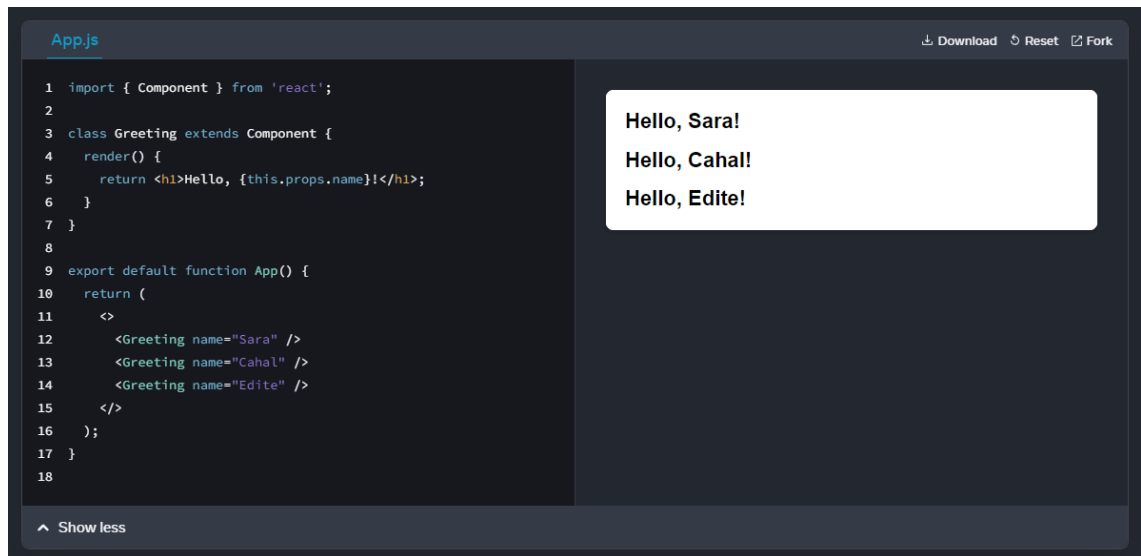 App.js
Download Reset Fork
1 import { Component } from 'react';
2
3 class Greeting extends Component {
4 render() {
5 return <h1>Hello, {this.props.name}!</h1>;
6 }
7 }
8
9 export default function App() {
10 return (
11 <>
12 <Greeting name="Sara" />
13 <Greeting name="Cahal" />
14 <Greeting name="Edite" />
15 </>
16 );
17 }
18
Hello, Sara!
Hello, Cahal!
Hello, Edite!
Show less